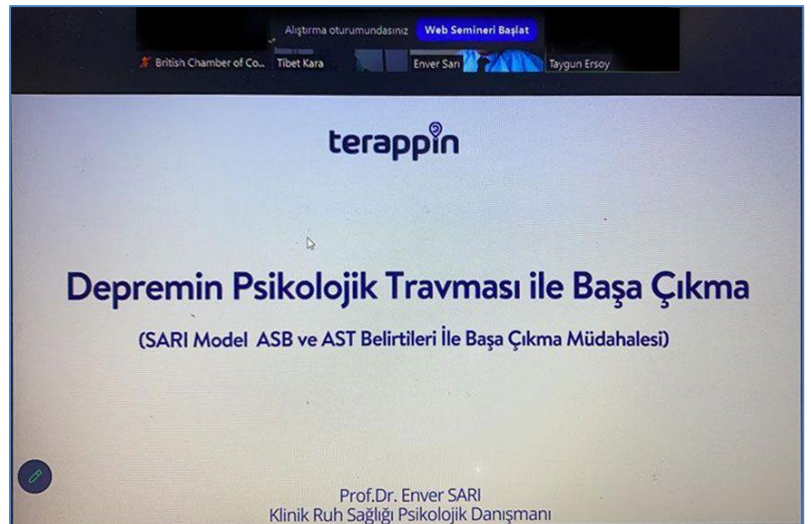 Alıştırma oturumundasınız Web Semineri Başlat
British Chamber of Co... Tibet Kara Enver Sarı Taygun Ersoy
terappin
Depremin Psikolojik Travması ile Başa Çıkma
(SARI Model ASB ve AST Belirtileri İle Başa Çıkma Müdahalesi)
Prof.Dr. Enver SARI
Klinik Ruh Sağlığı Psikolojik Danışmanı